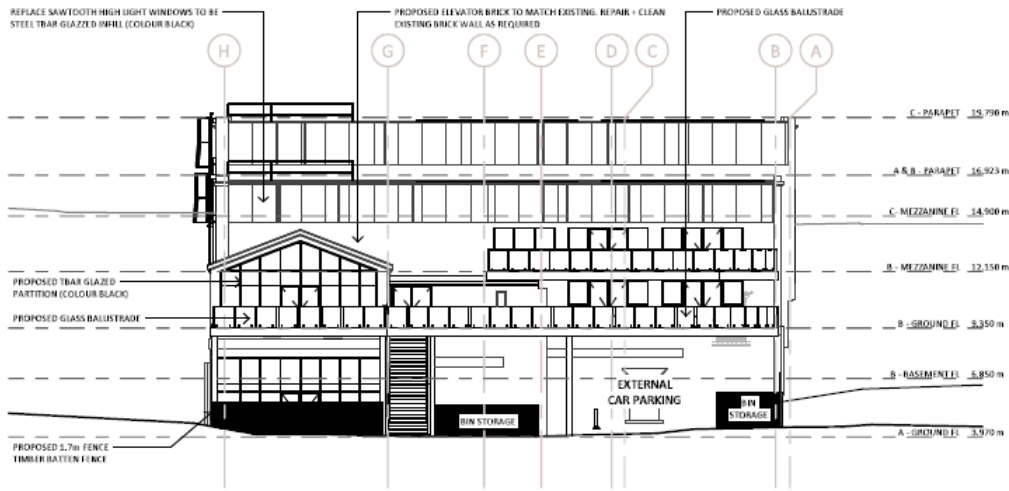 REPLACE SAWTOOTH HIGH LIGHT WINDOWS TO BE
STEEL TBAR GLAZZED INFILL (COLOUR BLACK)
PROPOSED ELEVATOR BRICK TO MATCH EXISTING. REPAIR + CLEAN
EXISTING BRICK WALL AS REQUIRED
PROPOSED GLASS BALUSTRADE
H
G
F
E
D
C
B
A
C - PARAPET 19,790 m
A & B - PARAPET 16,923 m
C - MEZZANINE FL 14,900 m
B - MEZZANINE FL 12,150 m
PROPOSED TBAR GLAZED
PARTITION (COLOUR BLACK)
PROPOSED GLASS BALUSTRADE
B - GROUND FL 9,350 m
B - BASEMENT FL 6,850 m
EXTERNAL
CAR PARKING
BIN STORAGE
BIN
STORAGE
A - GROUND FL 3,970 m
PROPOSED 1.7m FENCE
TIMBER BATTEN FENCE